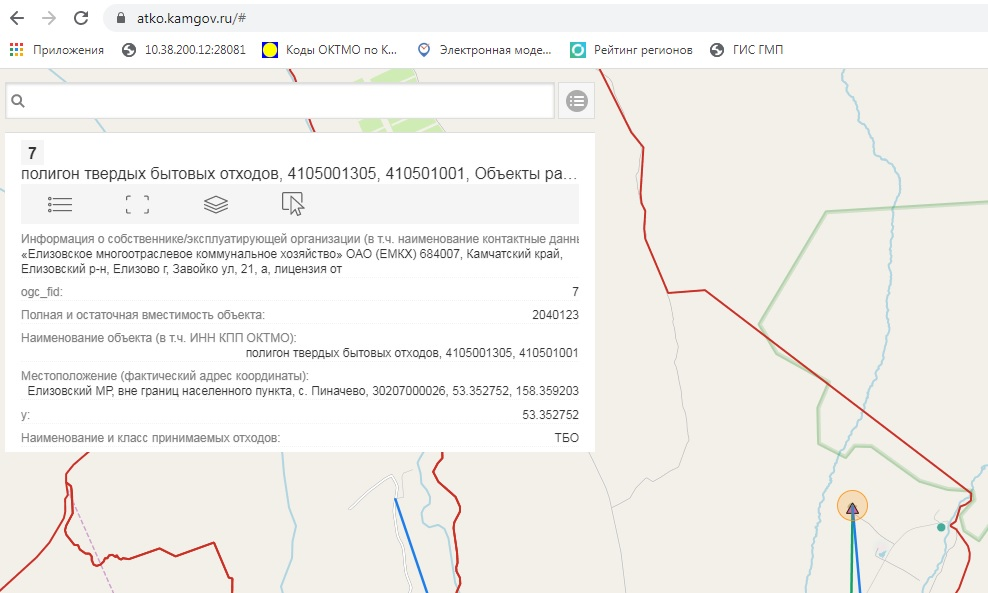 atko.kamgov.ru/#
Приложения 10.38.200.12:28081 Коды ОКТМО по К... Электронная моде... Рейтинг регионов ГИС ГМП
7
полигон твердых бытовых отходов, 4105001305, 410501001, Объекты ра...
Информация о собственнике/эксплуатирующей организации (в т.ч. наименование контактные данн
«Елизовское многоотраслевое коммунальное хозяйство» ОАО (ЕМКХ) 684007, Камчатский край,
Елизовский р-н, Елизово г, Завойко ул, 21, а, лицензия от
ogc_fid: 7
Полная и остаточная вместимость объекта: 2040123
Наименование объекта (в т.ч. ИНН КПП ОКТМО):
полигон твердых бытовых отходов, 4105001305, 410501001
Местоположение (фактический адрес координаты):
Елизовский МР, вне границ населенного пункта, с. Пиначево, 30207000026, 53.352752, 158.359203
y: 53.352752
Наименование и класс принимаемых отходов: ТБО